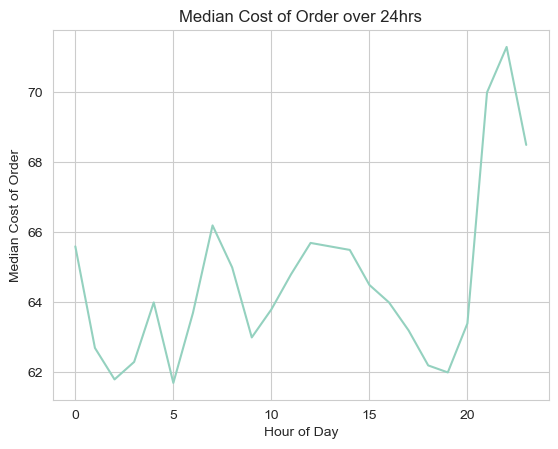 Median Cost of Order over 24hrs
Median Cost of Order
70
68
66
64
62
0 5 10 15 20
Hour of Day